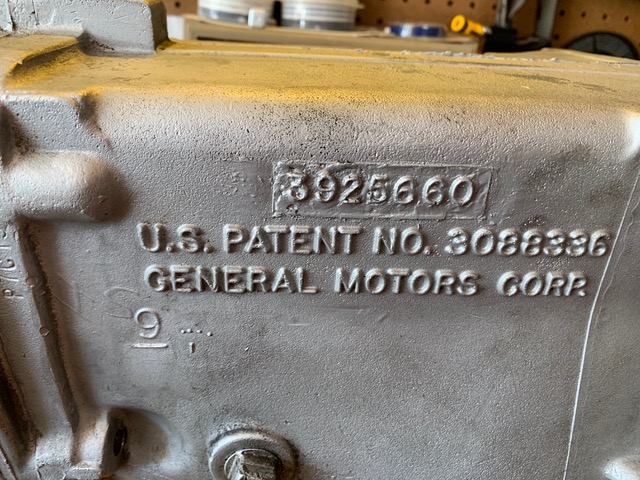 3925660
U.S. PATENT NO. 3088336
GENERAL MOTORS CORP.
9